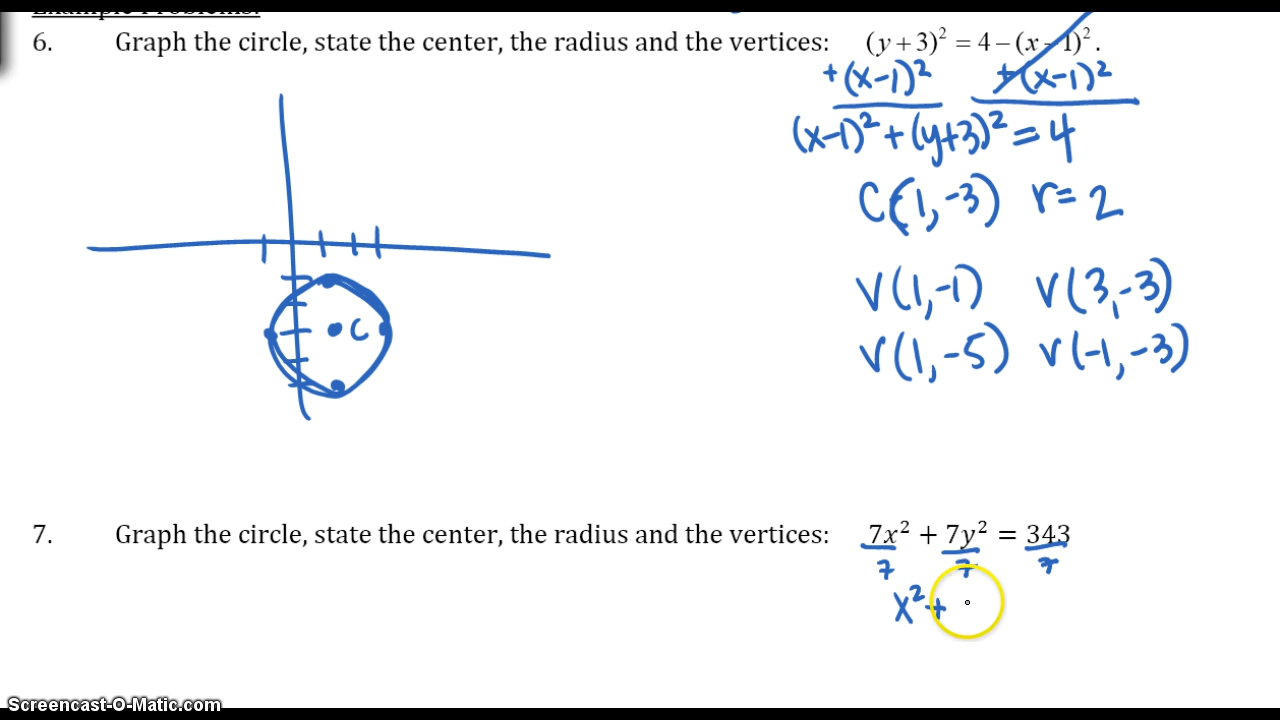 Example Problems:
6. Graph the circle, state the center, the radius and the vertices: (y + 3)² = 4 − (x − 1)².
+(x−1)² +(x−1)²
(x−1)² + (y+3)² = 4
C(1, −3) r = 2
V(1, −1) V(3, −3)
V(1, −5) V(−1, −3)
C
7. Graph the circle, state the center, the radius and the vertices: 7x² + 7y² = 343
7 7 7
x² +
Screencast-O-Matic.com